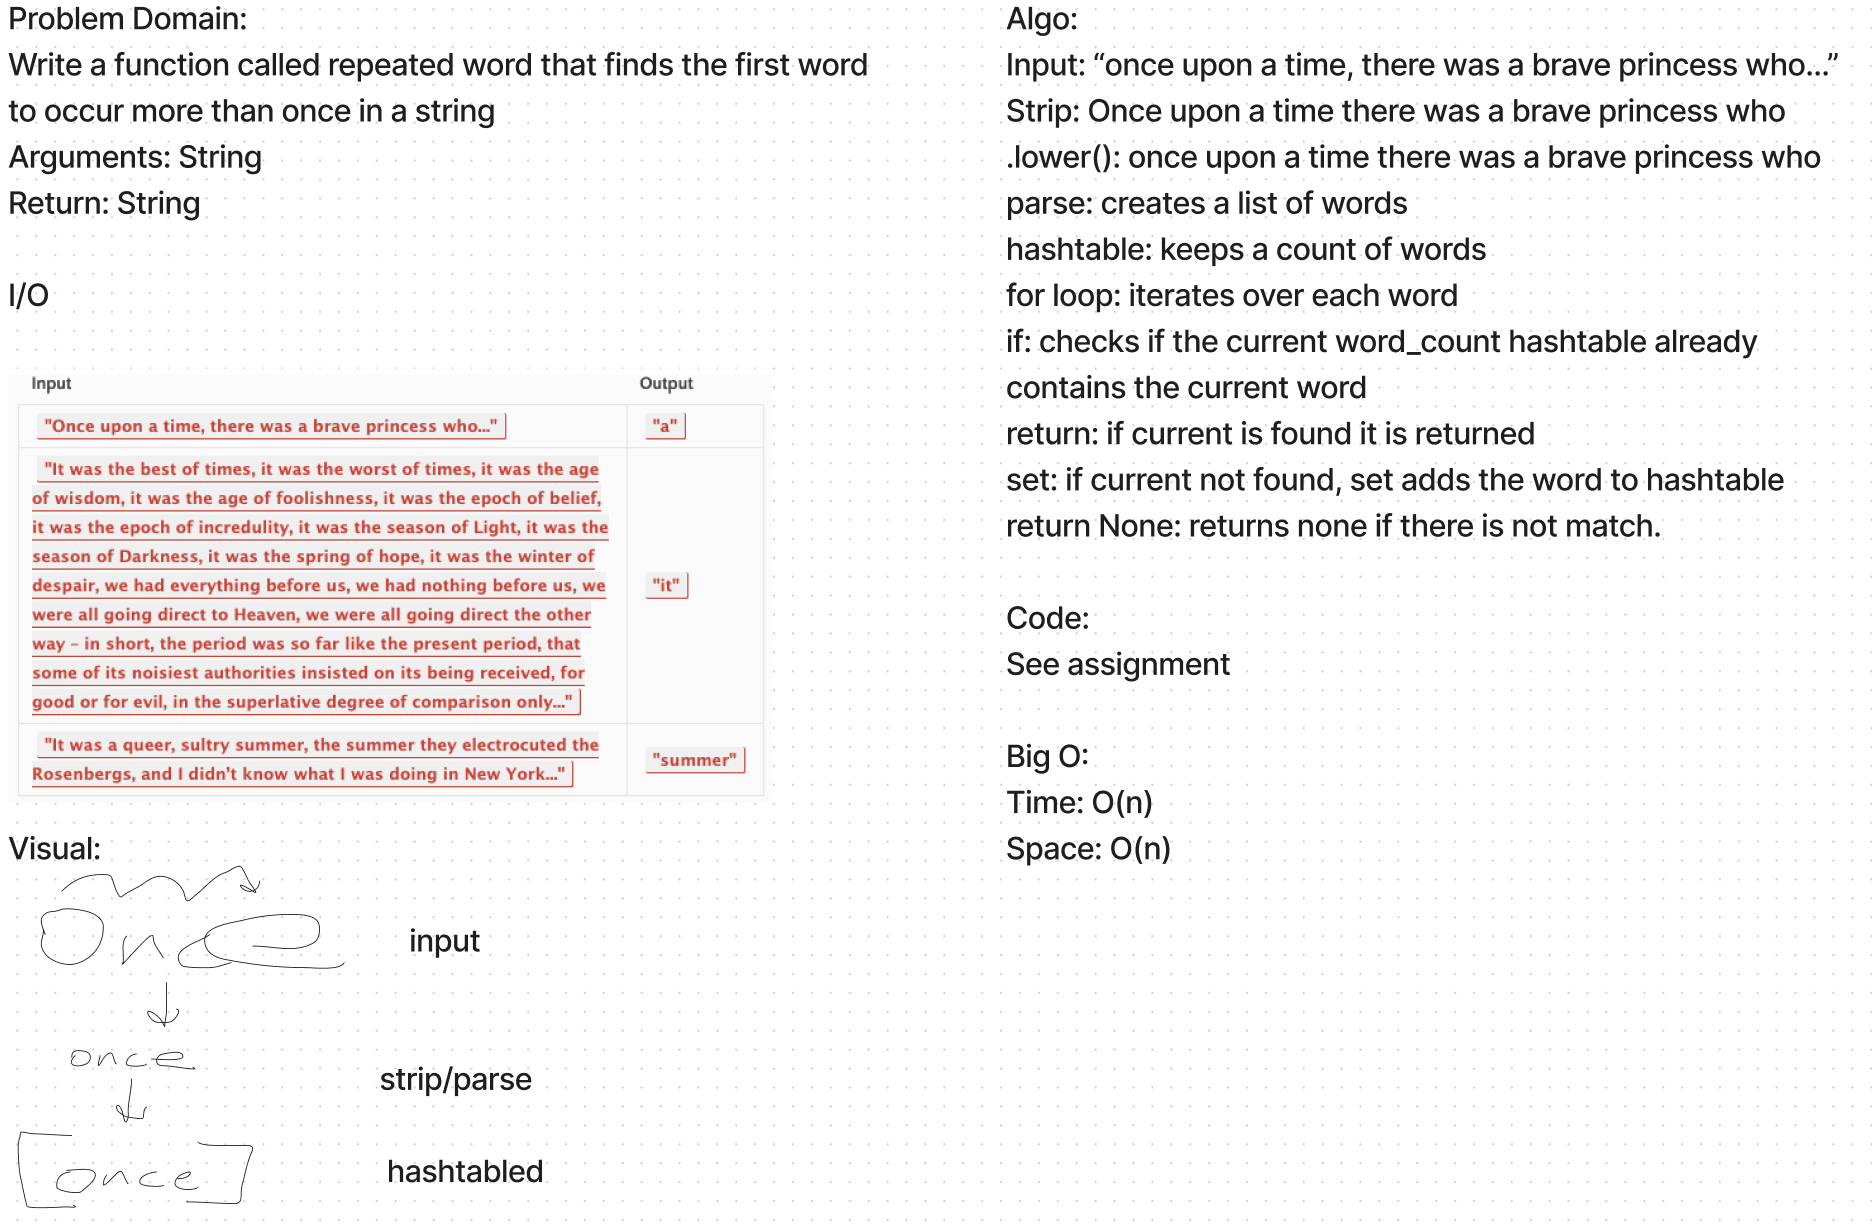 Problem Domain:
Write a function called repeated word that finds the first word
to occur more than once in a string
Arguments: String
Return: String
I/O
Input Output
"Once upon a time, there was a brave princess who..." "a"
"It was the best of times, it was the worst of times, it was the age
of wisdom, it was the age of foolishness, it was the epoch of belief,
it was the epoch of incredulity, it was the season of Light, it was the
season of Darkness, it was the spring of hope, it was the winter of
despair, we had everything before us, we had nothing before us, we
were all going direct to Heaven, we were all going direct the other
way – in short, the period was so far like the present period, that
some of its noisiest authorities insisted on its being received, for
good or for evil, in the superlative degree of comparison only..."
"it"
"It was a queer, sultry summer, the summer they electrocuted the
Rosenbergs, and I didn’t know what I was doing in New York..."
"summer"
Visual:
Once input
once
strip/parse
once hashtabled
Algo:
Input: “once upon a time, there was a brave princess who...”
Strip: Once upon a time there was a brave princess who
.lower(): once upon a time there was a brave princess who
parse: creates a list of words
hashtable: keeps a count of words
for loop: iterates over each word
if: checks if the current word_count hashtable already
contains the current word
return: if current is found it is returned
set: if current not found, set adds the word to hashtable
return None: returns none if there is not match.
Code:
See assignment
Big O:
Time: O(n)
Space: O(n)